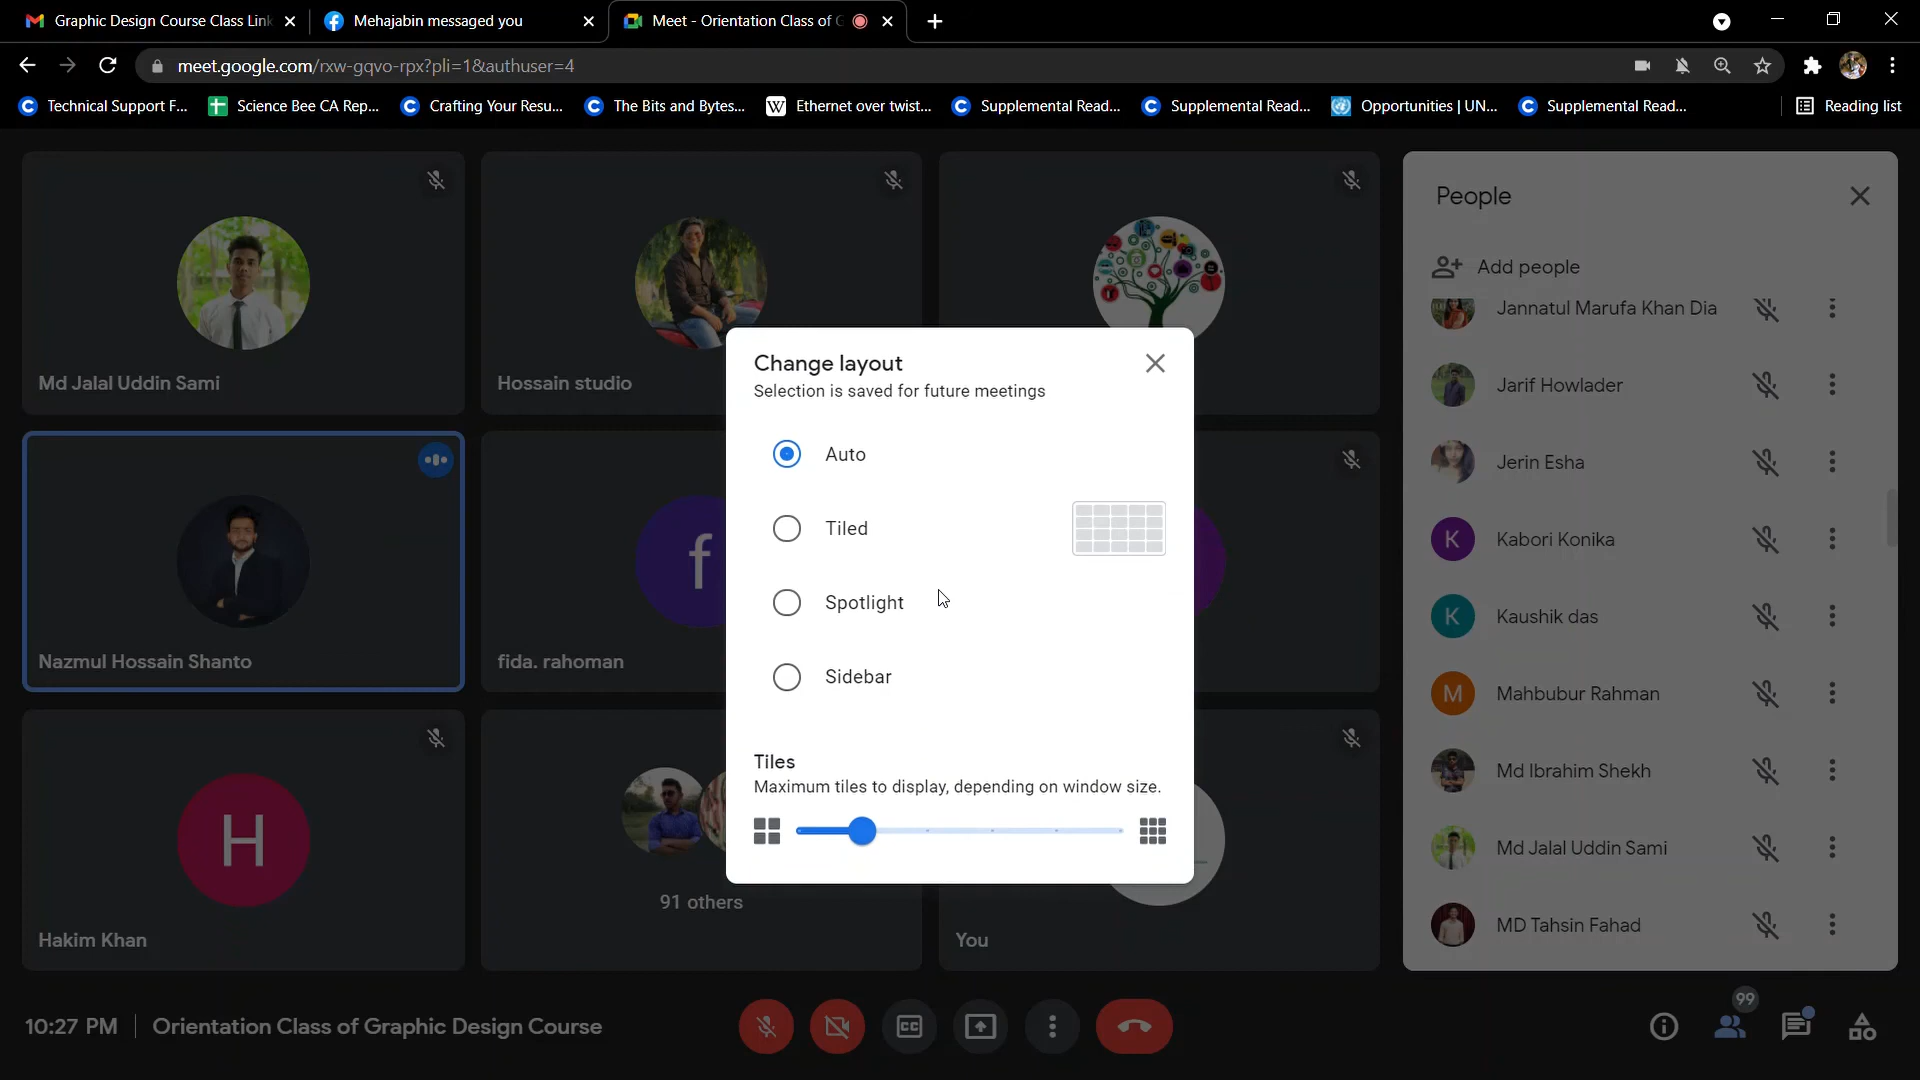 Graphic Design Course Class Link
Mehajabin messaged you
Meet - Orientation Class of G
meet.google.com/rxw-gqvo-rpx?pli=1&authuser=4
Technical Support F...
Science Bee CA Rep...
Crafting Your Resu...
The Bits and Bytes...
W
Ethernet over twist...
Supplemental Read...
Supplemental Read...
Opportunities | UN...
Supplemental Read...
Reading list
Md Jalal Uddin Sami
Hossain studio
Nazmul Hossain Shanto
f
fida. rahoman
H
Hakim Khan
91 others
You
Change layout
Selection is saved for future meetings
Auto
Tiled
Spotlight
Sidebar
Tiles
Maximum tiles to display, depending on window size.
People
Add people
Jannatul Marufa Khan Dia
Jarif Howlader
Jerin Esha
K
Kabori Konika
K
Kaushik das
M
Mahbubur Rahman
Md Ibrahim Shekh
Md Jalal Uddin Sami
MD Tahsin Fahad
10:27 PM
Orientation Class of Graphic Design Course
CC
99